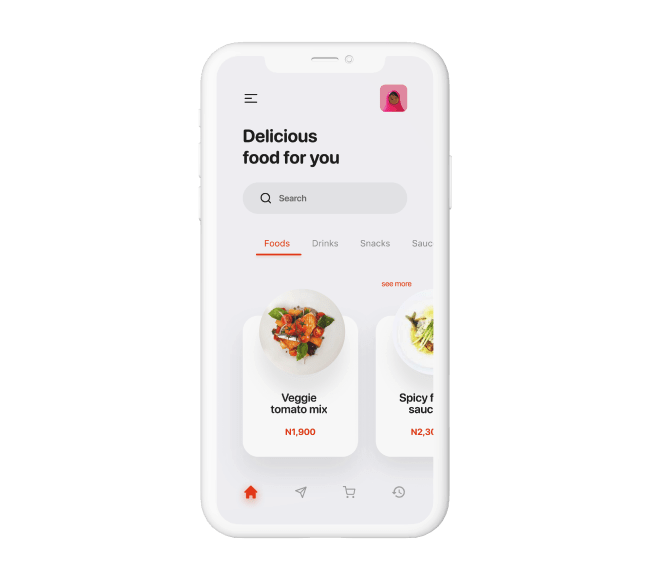 Delicious
food for you
Search
Foods Drinks Snacks Sauc
see more
Veggie
tomato mix
N1,900
Spicy f
sauc
N2,30